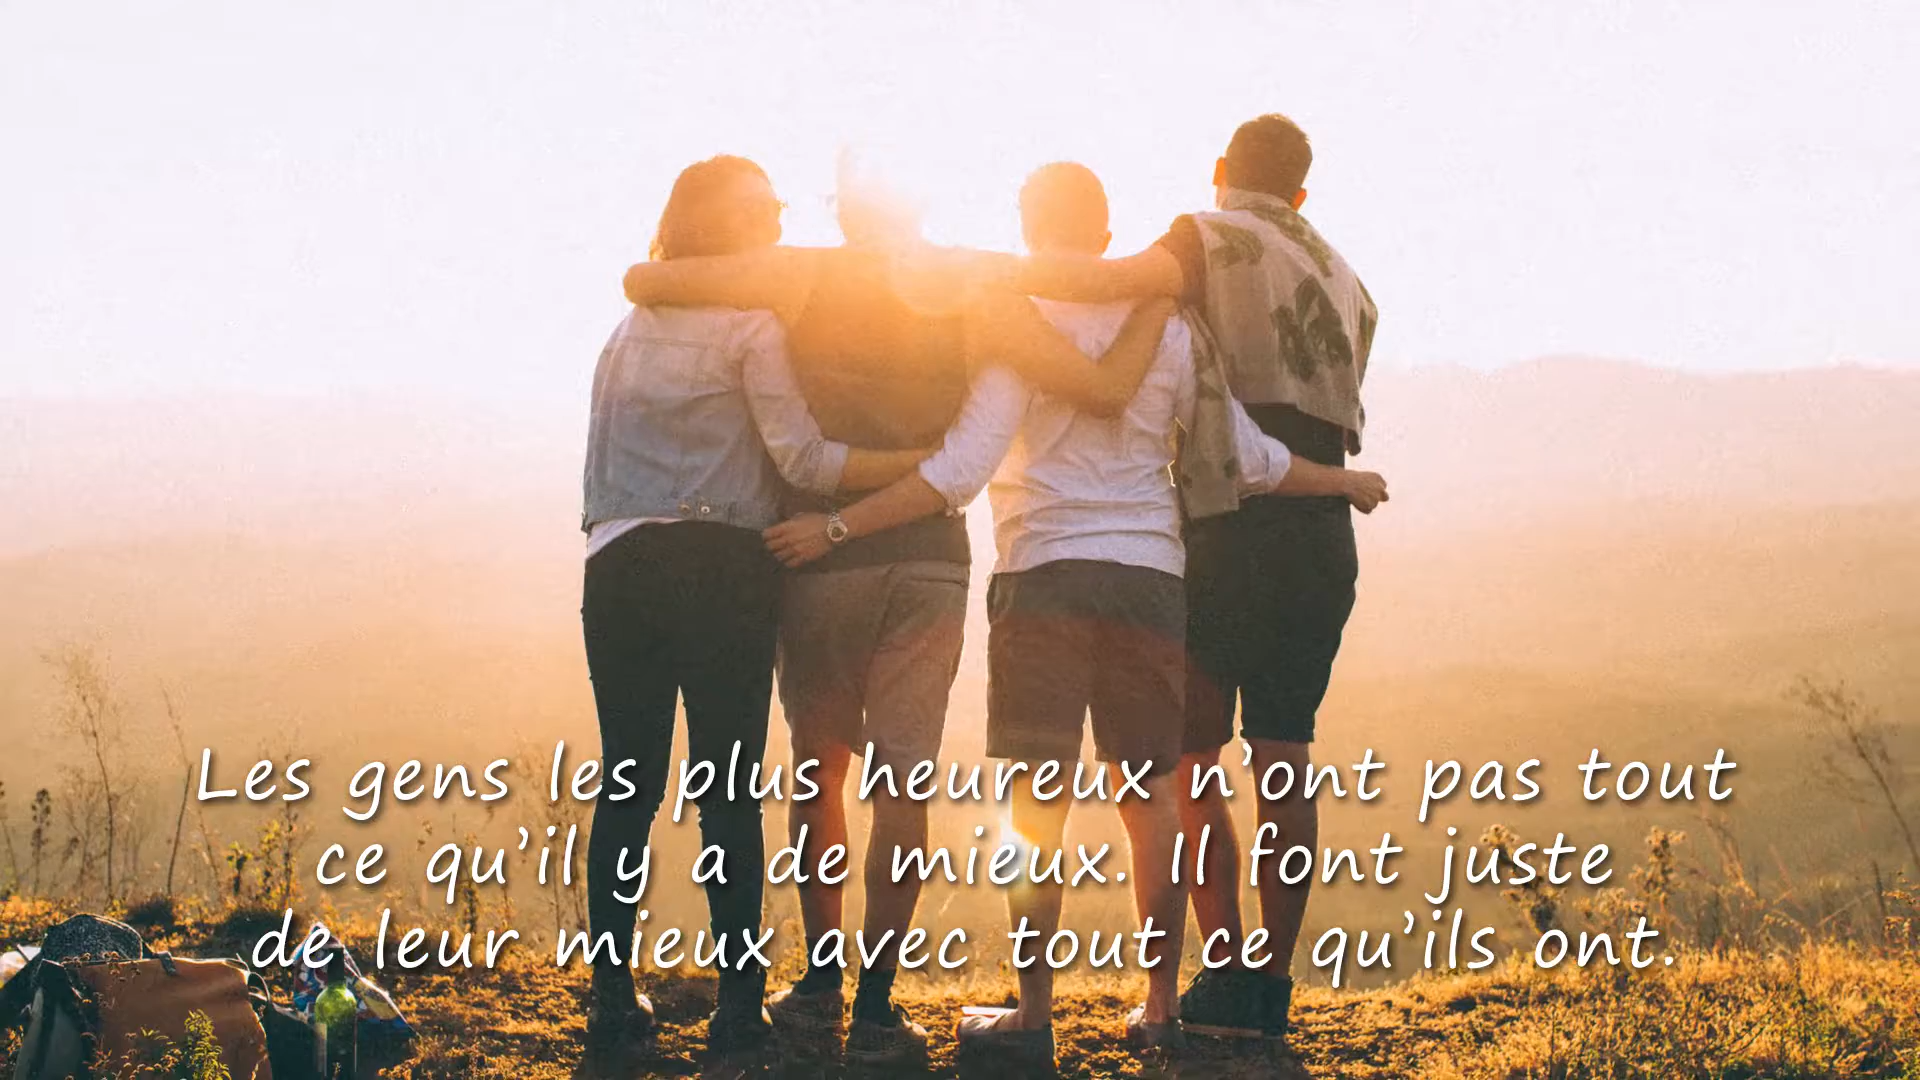 Les gens les plus heureux n’ont pas tout
ce qu’il y a de mieux. Il font juste
de leur mieux avec tout ce qu’ils ont.